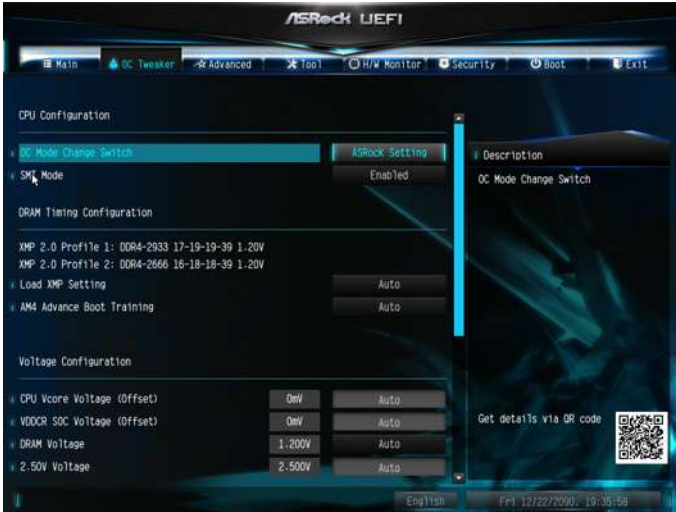 ASRock UEFI
Main OC Tweaker Advanced Tool H/W Monitor Security Boot Exit
CPU Configuration
OC Mode Change Switch ASRock Setting
SMT Mode Enabled
DRAM Timing Configuration
XMP 2.0 Profile 1: DDR4-2933 17-19-19-39 1.20V
XMP 2.0 Profile 2: DDR4-2666 16-18-18-39 1.20V
Load XMP Setting Auto
AM4 Advance Boot Training Auto
Voltage Configuration
CPU Vcore Voltage (Offset) 0mV Auto
VDDCR SOC Voltage (Offset) 0mV Auto
DRAM Voltage 1.200V Auto
2.50V Voltage 2.500V Auto
Description
OC Mode Change Switch
Get details via QR code
English Fri 12/22/2090, 19:35:58